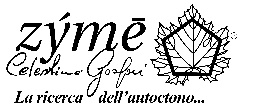 zýmē
Celestino Gaspari
®
La ricerca dell'autoctono...